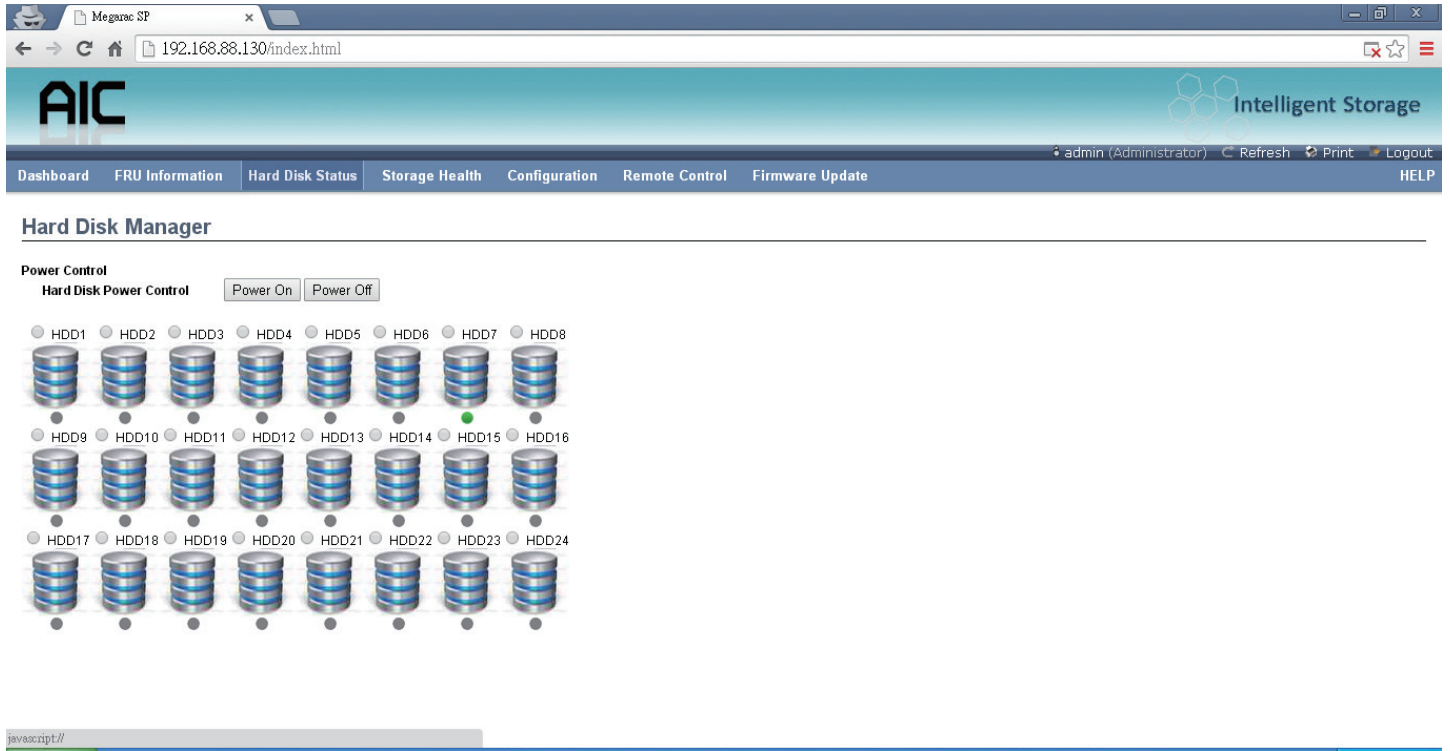 Megarac SP
192.168.88.130/index.html
AIC
Intelligent Storage
admin (Administrator) Refresh Print Logout
Dashboard FRU Information Hard Disk Status Storage Health Configuration Remote Control Firmware Update HELP
Hard Disk Manager
Power Control
Hard Disk Power Control Power On Power Off
HDD1 HDD2 HDD3 HDD4 HDD5 HDD6 HDD7 HDD8
HDD9 HDD10 HDD11 HDD12 HDD13 HDD14 HDD15 HDD16
HDD17 HDD18 HDD19 HDD20 HDD21 HDD22 HDD23 HDD24
javascript://